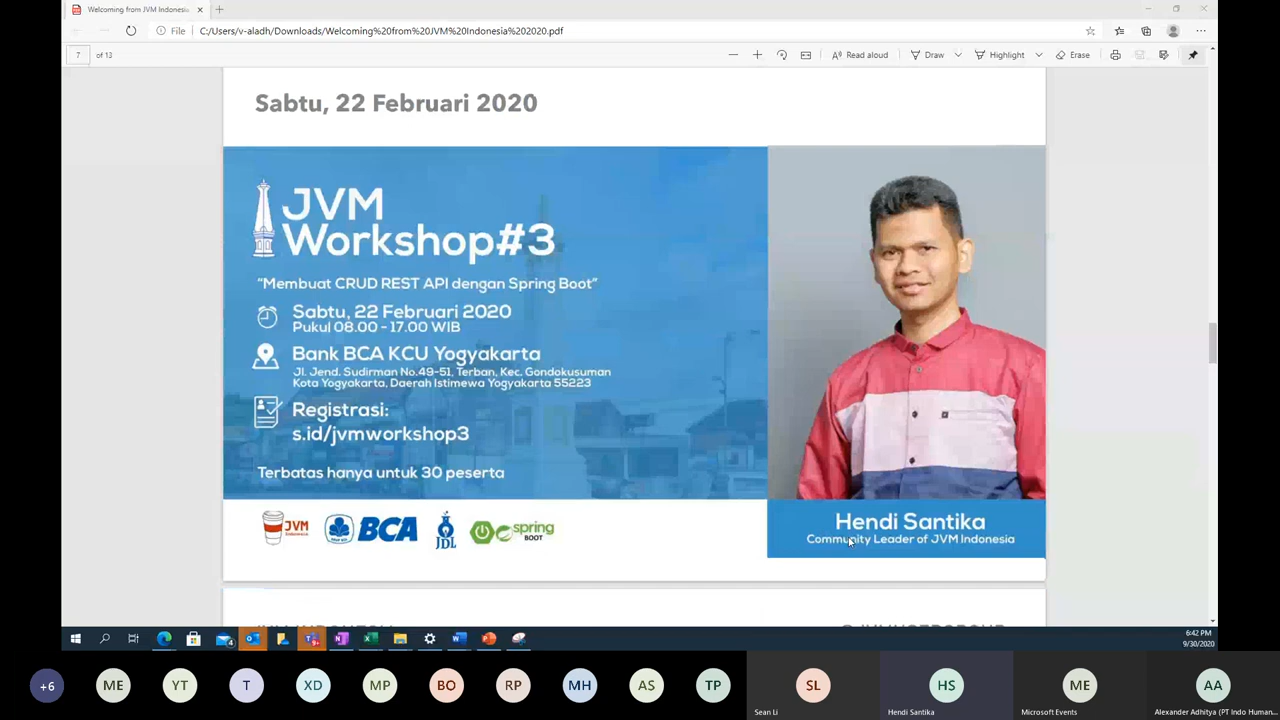 Welcoming from JVM Indonesia
File
C:/Users/v-aladh/Downloads/Welcoming%20from%20JVM%20Indonesia%202020.pdf
7 of 13
Read aloud
Draw
Highlight
Erase
Sabtu, 22 Februari 2020
JVM
Workshop#3
“Membuat CRUD REST API dengan Spring Boot”
Sabtu, 22 Februari 2020
Pukul 08.00 - 17.00 WIB
Bank BCA KCU Yogyakarta
Jl. Jend. Sudirman No.49-51, Terban, Kec. Gondokusuman
Kota Yogyakarta, Daerah Istimewa Yogyakarta 55223
Registrasi:
s.id/jvmworkshop3
Terbatas hanya untuk 30 peserta
JVM
Indonesia
BCA
JDL
spring
BOOT
Hendi Santika
Community Leader of JVM Indonesia
6:42 PM
9/30/2020
+6
ME
YT
T
XD
MP
BO
RP
MH
AS
TP
SL
Sean Li
HS
Hendi Santika
ME
Microsoft Events
AA
Alexander Adhitya (PT Indo Human...